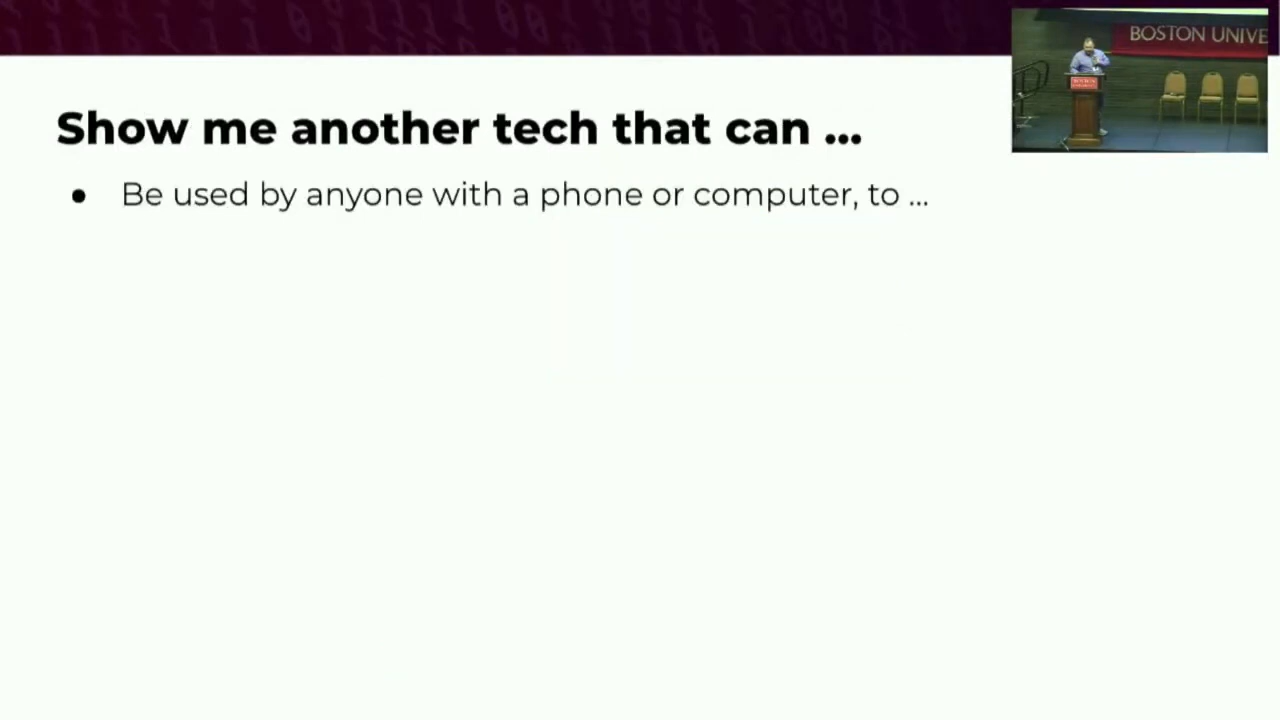 BOSTON UNIVE
Show me another tech that can ...
● Be used by anyone with a phone or computer, to ...